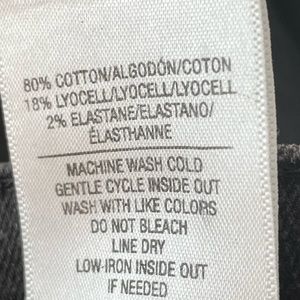 80% COTTON/ALGODÓN/COTON
18% LYOCELL/LYOCELL/LYOCELL
2% ELASTANE/ELASTANO/
ÉLASTHANNE
MACHINE WASH COLD
GENTLE CYCLE INSIDE OUT
WASH WITH LIKE COLORS
DO NOT BLEACH
LINE DRY
LOW-IRON INSIDE OUT
IF NEEDED